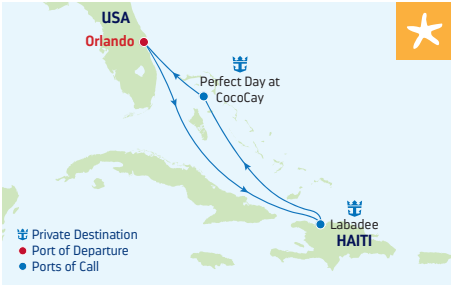 USA
Orlando
Perfect Day at
CocoCay
Labadee
HAITI
Private Destination
Port of Departure
Ports of Call